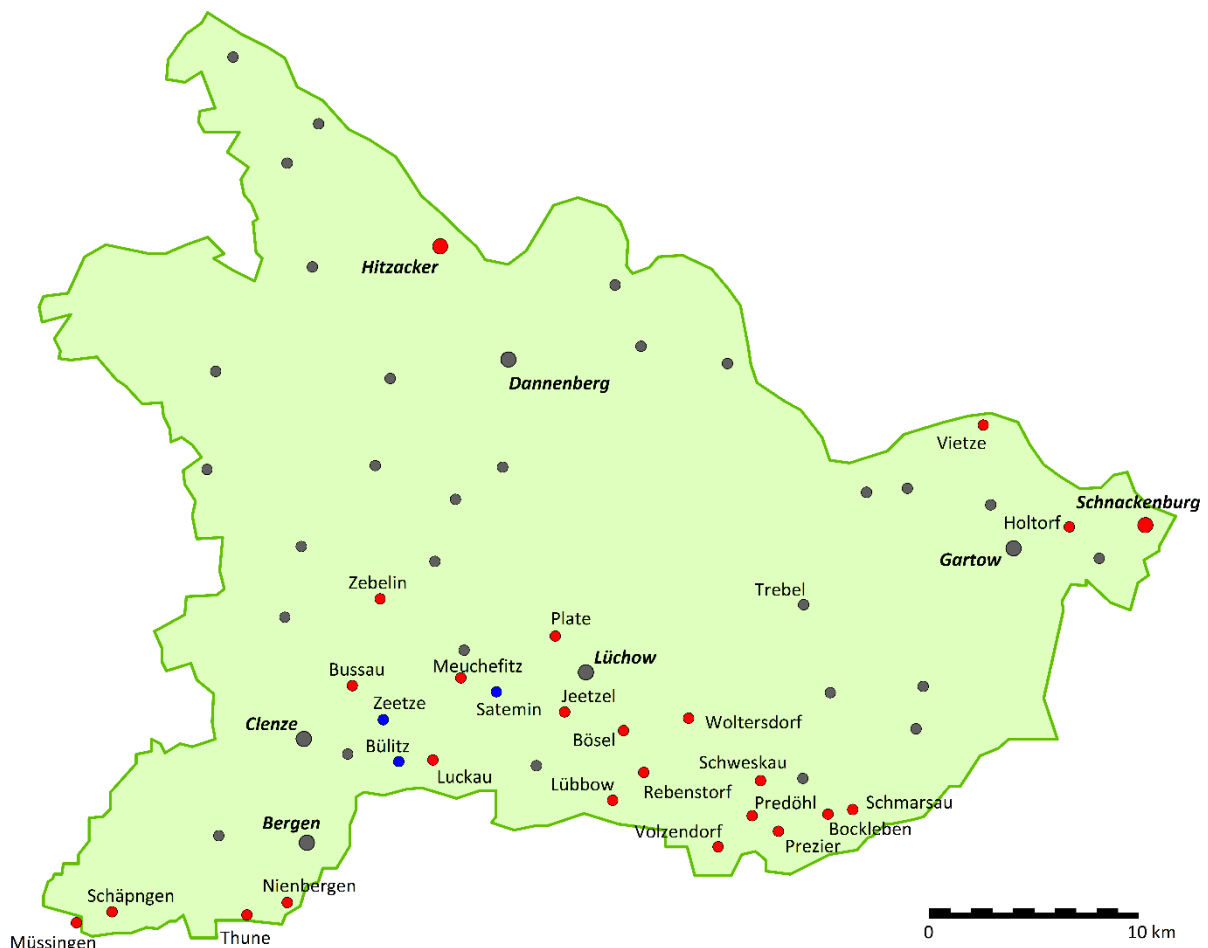 Hitzacker
Dannenberg
Vietze
Schnackenburg
Holtorf
Gartow
Zebelin
Trebel
Plate
Lüchow
Meuchefitz
Bussau
Jeetzel
Zeetze
Satemin
Woltersdorf
Clenze
Bösel
Bülitz
Schweskau
Luckau
Lübbow
Rebenstorf
Predöhl
Schmarsau
Bergen
Volzendorf
Bockleben
Prezier
Nienbergen
Schäpngen
Thune
Müssingen
0
10 km